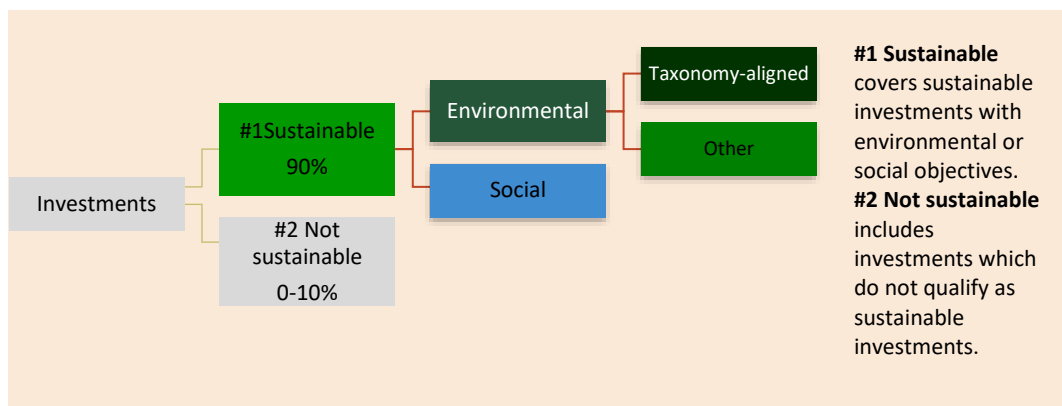 Investments
#1Sustainable
90%
#2 Not
sustainable
0-10%
Environmental
Social
Taxonomy-aligned
Other
#1 Sustainable
covers sustainable
investments with
environmental or
social objectives.
#2 Not sustainable
includes
investments which
do not qualify as
sustainable
investments.